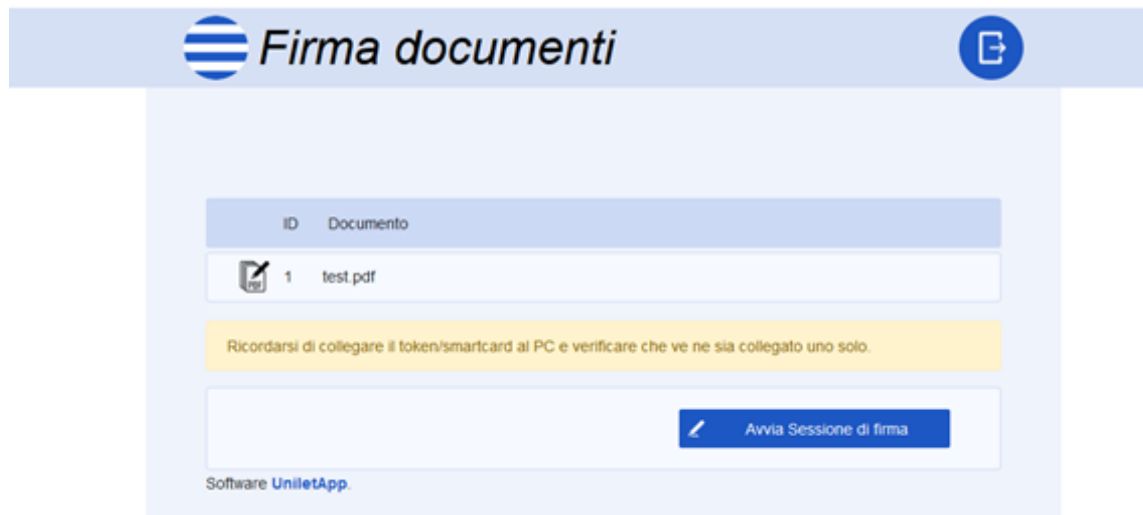 Firma documenti
ID Documento
PDF 1 test.pdf
Ricordarsi di collegare il token/smartcard al PC e verificare che ve ne sia collegato uno solo.
Avvia Sessione di firma
Software UniletApp.